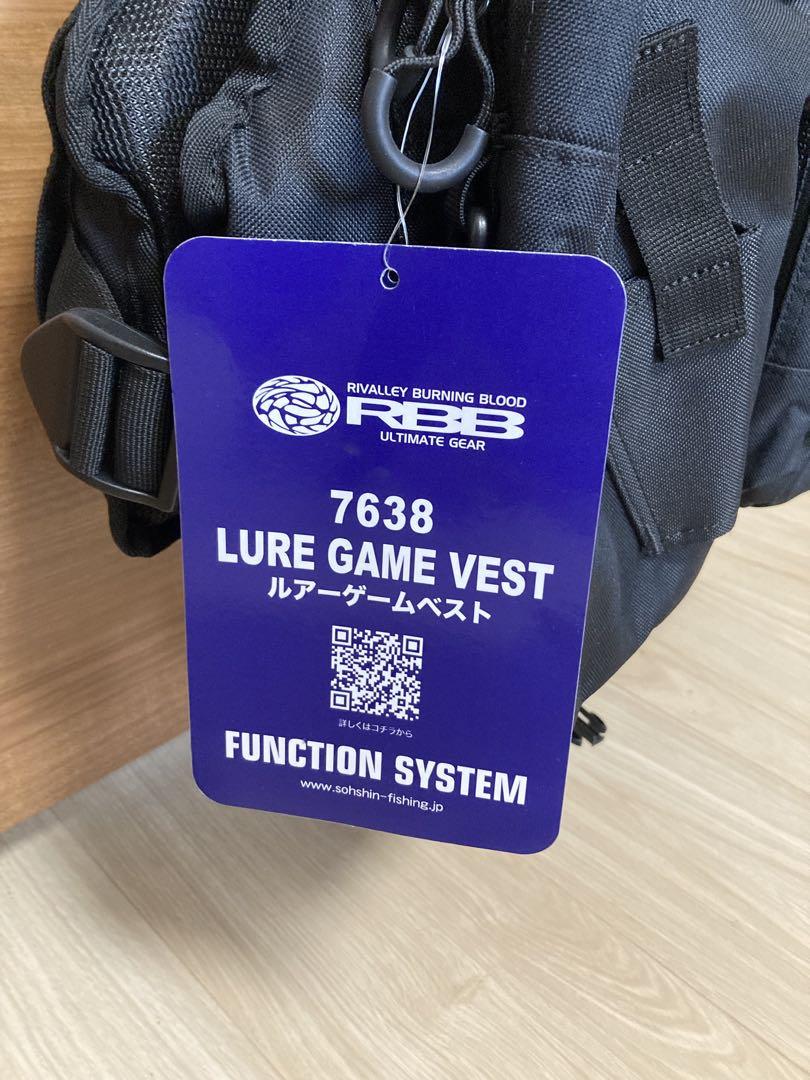 RIVALLEY BURNING BLOOD
RBB
ULTIMATE GEAR
7638
LURE GAME VEST
ルアーゲームベスト
詳しくはコチラから
FUNCTION SYSTEM
www.sohshin-fishing.jp